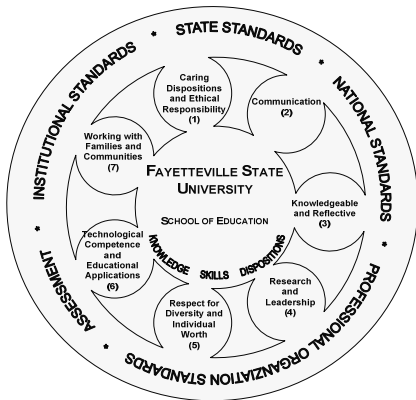 STATE STANDARDS
NATIONAL STANDARDS
PROFESSIONAL ORGANZIATION STANDARDS
ASSESSMENT
INSTITUTIONAL STANDARDS
Caring
Dispositions
and Ethical
Responsibility
(1)
Communication
(2)
Knowledgeable
and Reflective
(3)
Research
and
Leadership
(4)
Respect for
Diversity and
Individual
Worth
(5)
Technological
Competence
and
Educational
Applications
(6)
Working with
Families and
Communities
(7)
FAYETTEVILLE STATE
UNIVERSITY
SCHOOL OF EDUCATION
KNOWLEDGE SKILLS DISPOSITIONS